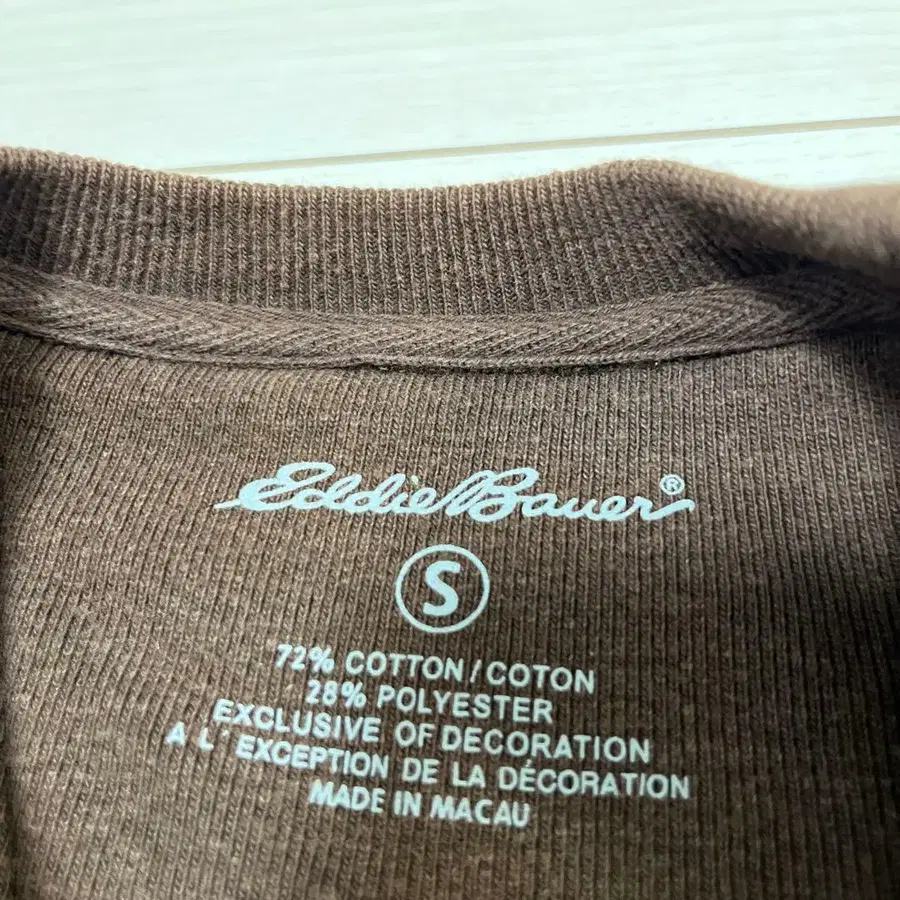 Eddie Bauer®
S
72% COTTON/COTON
28% POLYESTER
EXCLUSIVE OF DECORATION
A L'EXCEPTION DE LA DÉCORATION
MADE IN MACAU